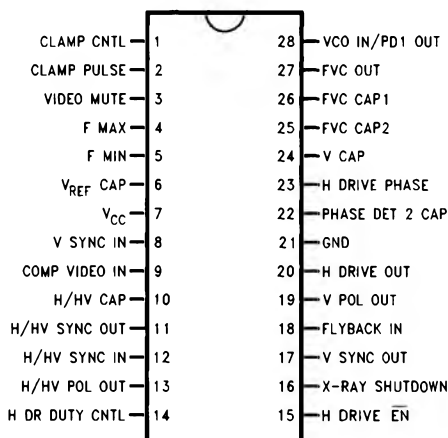 CLAMP CNTL 1 28 VCO IN/PD1 OUT
CLAMP PULSE 2 27 FVC OUT
VIDEO MUTE 3 26 FVC CAP1
F MAX 4 25 FVC CAP2
F MIN 5 24 V CAP
VREF CAP 6 23 H DRIVE PHASE
VCC 7 22 PHASE DET 2 CAP
V SYNC IN 8 21 GND
COMP VIDEO IN 9 20 H DRIVE OUT
H/HV CAP 10 19 V POL OUT
H/HV SYNC OUT 11 18 FLYBACK IN
H/HV SYNC IN 12 17 V SYNC OUT
H/HV POL OUT 13 16 X-RAY SHUTDOWN
H DR DUTY CNTL 14 15 H DRIVE E̅N̅